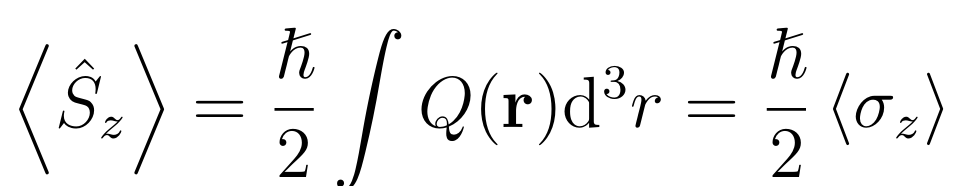 ⟨ŝ_z⟩ = ℏ/2 ∫ Q(𝐫)d³r = ℏ/2 ⟨σ_z⟩